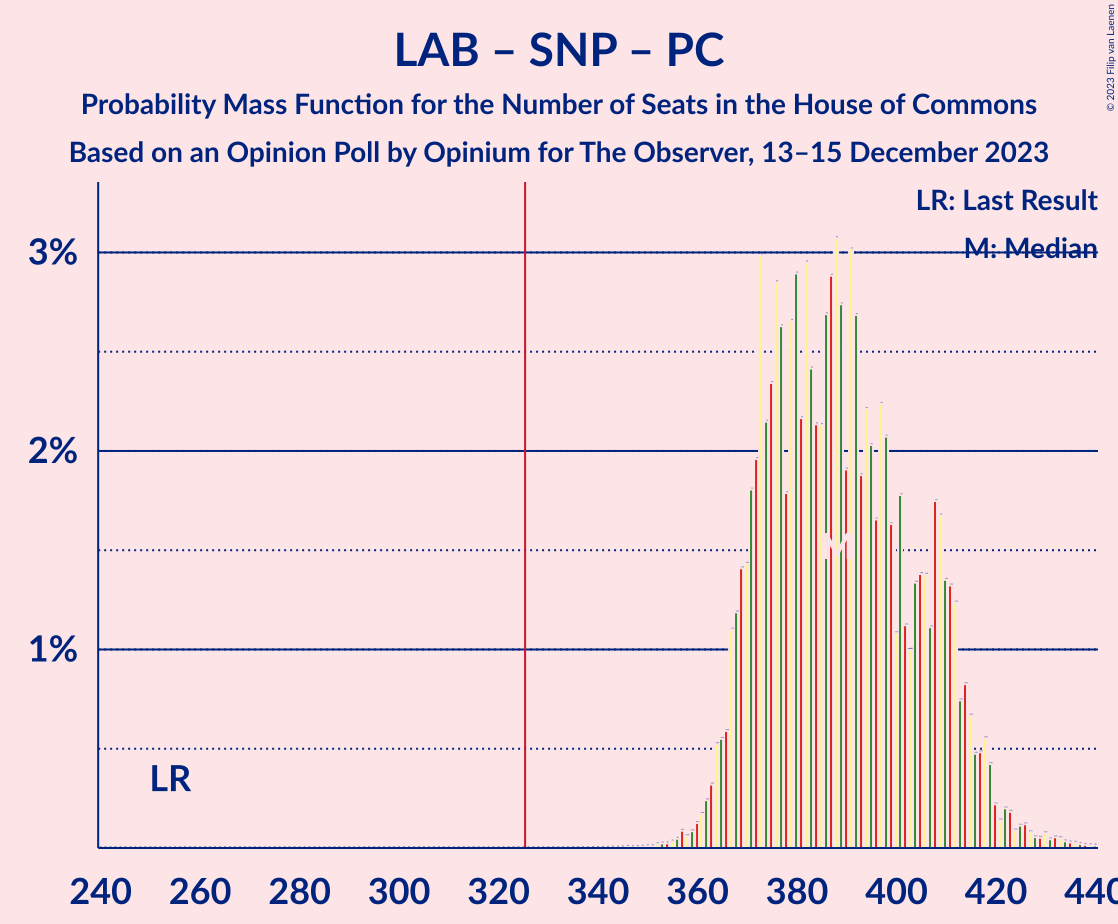 © 2023 Filip van Laenen
LAB – SNP – PC
Probability Mass Function for the Number of Seats in the House of Commons
Based on an Opinion Poll by Opinium for The Observer, 13–15 December 2023
LR: Last Result
M: Median
3%
2%
1%
M
LR
240 260 280 300 320 340 360 380 400 420 440